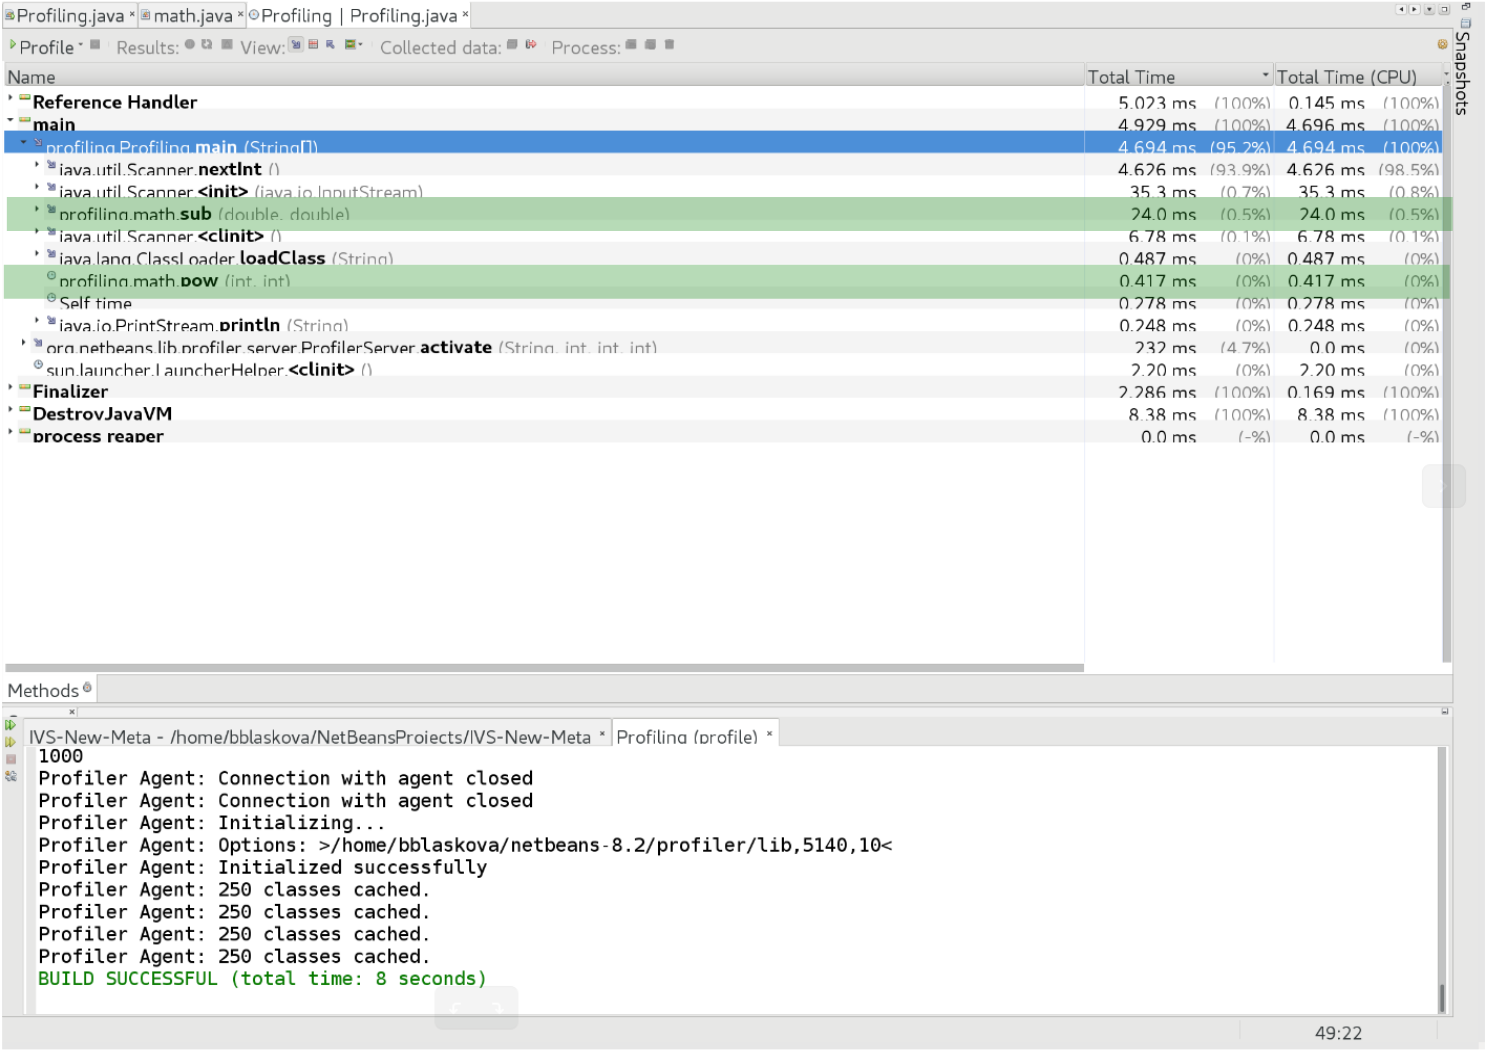 Profiling.java × math.java × Profiling | Profiling.java ×
Profile Results: View: Collected data: Process:
Snapshots
Name Total Time Total Time (CPU)
Reference Handler 5.023 ms (100%) 0.145 ms (100%)
main 4.929 ms (100%) 4.696 ms (100%)
profiling.Profiling.main (String[]) 4.694 ms (95.2%) 4.694 ms (100%)
java.util.Scanner.nextInt () 4.626 ms (93.9%) 4.626 ms (98.5%)
java.util.Scanner.<init> (java.io.InputStream) 35.3 ms (0.7%) 35.3 ms (0.8%)
profiling.math.sub (double, double) 24.0 ms (0.5%) 24.0 ms (0.5%)
java.util.Scanner.<clinit> () 6.78 ms (0.1%) 6.78 ms (0.1%)
java.lang.ClassLoader.loadClass (String) 0.487 ms (0%) 0.487 ms (0%)
profiling.math.pow (int, int) 0.417 ms (0%) 0.417 ms (0%)
Self time 0.278 ms (0%) 0.278 ms (0%)
java.io.PrintStream.println (String) 0.248 ms (0%) 0.248 ms (0%)
org.netbeans.lib.profiler.server.ProfilerServer.activate (String, int, int, int) 232 ms (4.7%) 0.0 ms (0%)
sun.launcher.LauncherHelper.<clinit> () 2.20 ms (0%) 2.20 ms (0%)
Finalizer 2.286 ms (100%) 0.169 ms (100%)
DestroyJavaVM 8.38 ms (100%) 8.38 ms (100%)
process reaper 0.0 ms (-%) 0.0 ms (-%)
Methods
IVS-New-Meta - /home/bblaskova/NetBeansProjects/IVS-New-Meta × Profiling (profile) ×
1000
Profiler Agent: Connection with agent closed
Profiler Agent: Connection with agent closed
Profiler Agent: Initializing...
Profiler Agent: Options: >/home/bblaskova/netbeans-8.2/profiler/lib,5140,10<
Profiler Agent: Initialized successfully
Profiler Agent: 250 classes cached.
Profiler Agent: 250 classes cached.
Profiler Agent: 250 classes cached.
Profiler Agent: 250 classes cached.
BUILD SUCCESSFUL (total time: 8 seconds)
49:22